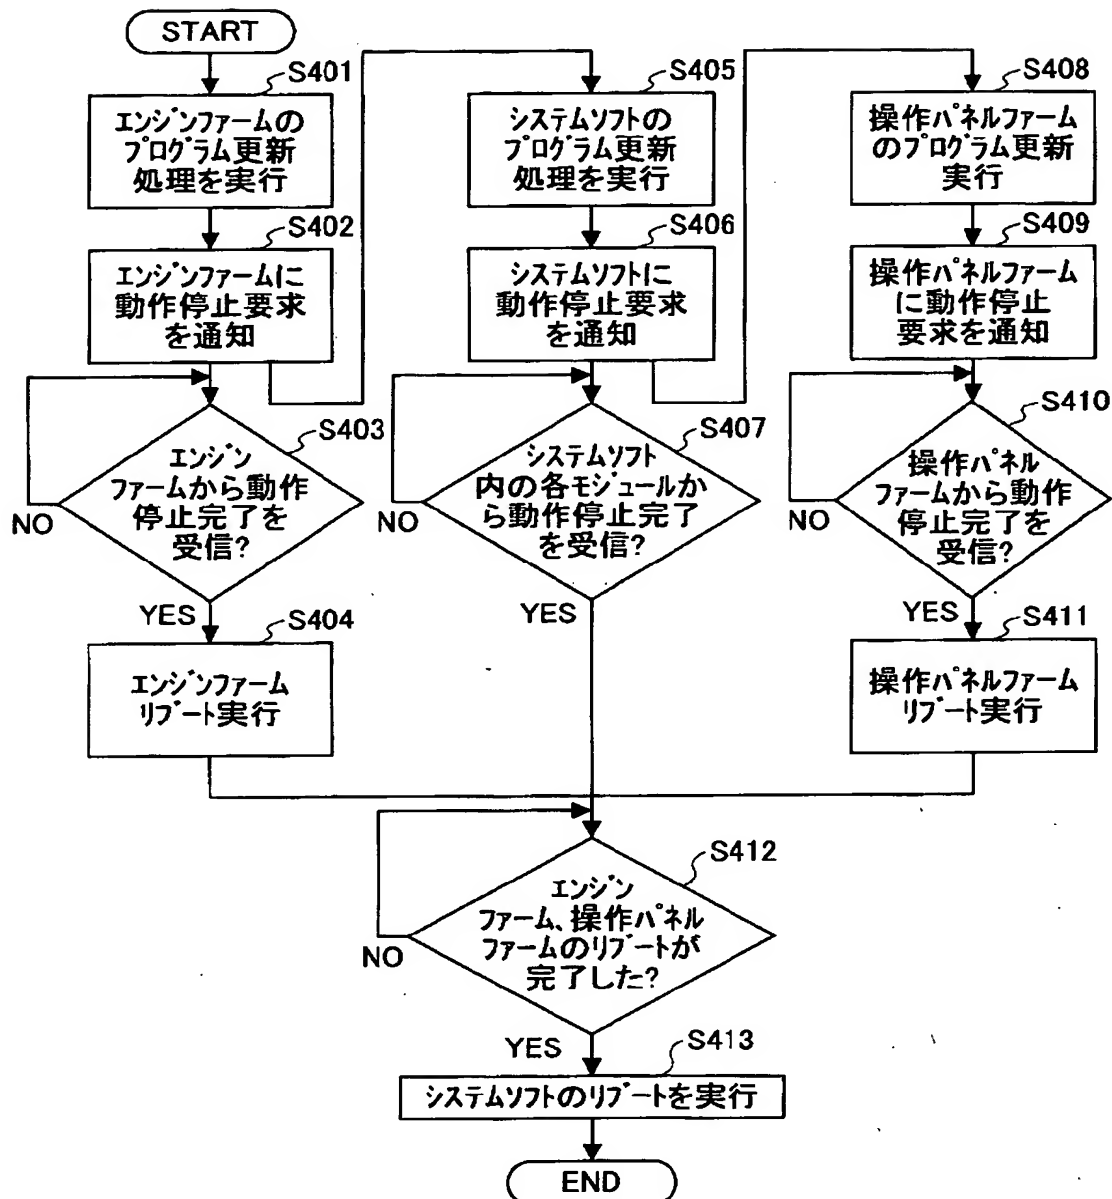 START
S401
エンジンファームの
プログラム更新
処理を実行
S402
エンジンファームに
動作停止要求
を通知
S403
エンジン
ファームから動作
停止完了を
受信?
NO
YES
S404
エンジンファーム
リブート実行
S405
システムソフトの
プログラム更新
処理を実行
S406
システムソフトに
動作停止要求
を通知
S407
システムソフト
内の各モジュールか
ら動作停止完了
を受信?
NO
YES
S408
操作パネルファーム
のプログラム更新
実行
S409
操作パネルファーム
に動作停止
要求を通知
S410
操作パネル
ファームから動作
停止完了を
受信?
NO
YES
S411
操作パネルファーム
リブート実行
S412
エンジン
ファーム、操作パネル
ファームのリブートが
完了した?
NO
YES
S413
システムソフトのリブートを実行
END